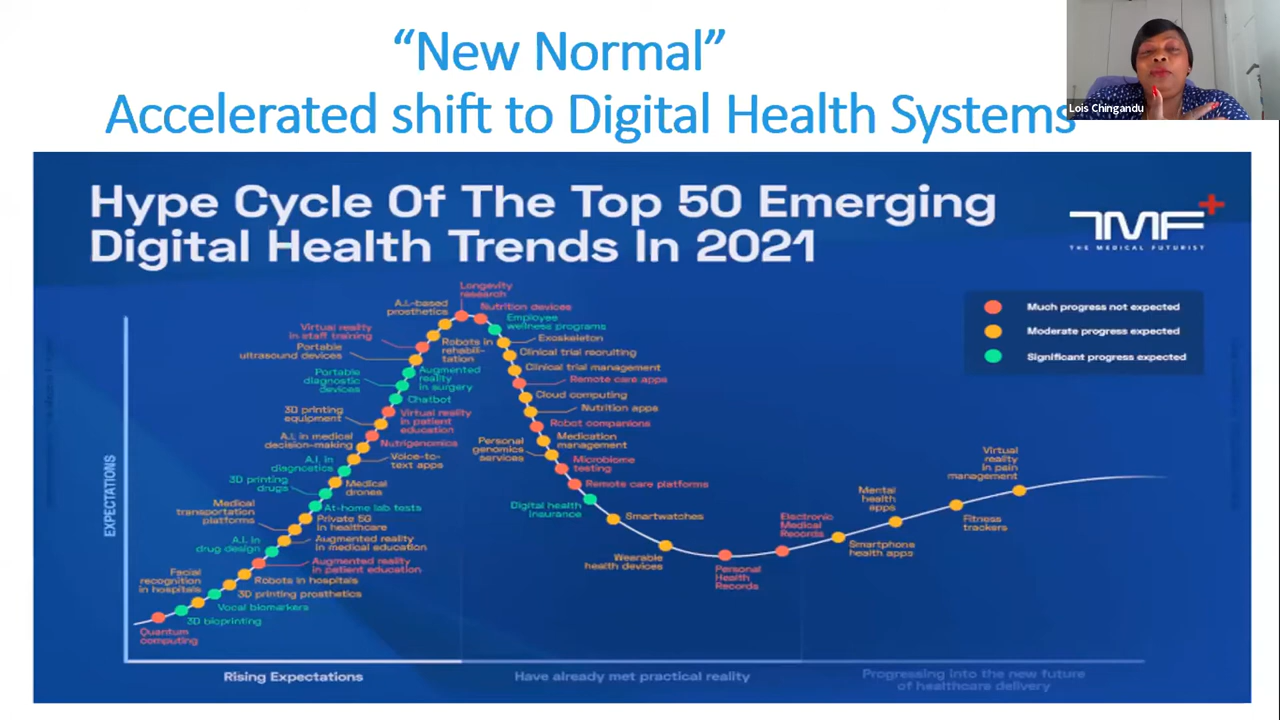 “New Normal”
Accelerated shift to Digital Health Systems
Lois Chingandu
Hype Cycle Of The Top 50 Emerging
Digital Health Trends In 2021
TMF+
THE MEDICAL FUTURIST
Much progress not expected
Moderate progress expected
Significant progress expected
EXPECTATIONS
Quantum
computing
3D bioprinting
Vocal biomarkers
Facial
recognition
in hospitals
3D printing prosthetics
Robots in hospitals
Augmented reality
in patient education
A.I. in
drug design
Augmented reality
in medical education
Medical
transportation
platforms
Private 5G
in healthcare
At-home lab tests
3D printing
drugs
Medical
drones
A.I. in
diagnostics
Voice-to-
text apps
A.I. in medical
decision-making
Nutrigenomics
3D printing
equipment
Virtual reality
in patient
education
Chatbot
Portable
diagnostic
devices
Augmented
reality
in surgery
Portable
ultrasound devices
Virtual reality
in staff training
Robots in
rehabili-
tation
A.I.-based
prosthetics
Longevity
research
Nutrition devices
Employee
wellness programs
Exoskeleton
Clinical trial recruiting
Clinical trial management
Remote care apps
Cloud computing
Nutrition apps
Robot companions
Medication
management
Personal
genomics
services
Microbiome
testing
Remote care platforms
Digital health
insurance
Smartwatches
Wearable
health devices
Personal
Health
Records
Electronic
Medical
Records
Smartphone
health apps
Mental
health
apps
Fitness
trackers
Virtual
reality
in pain
management
Rising Expectations
Have already met practical reality
Progressing into the new future
of healthcare delivery